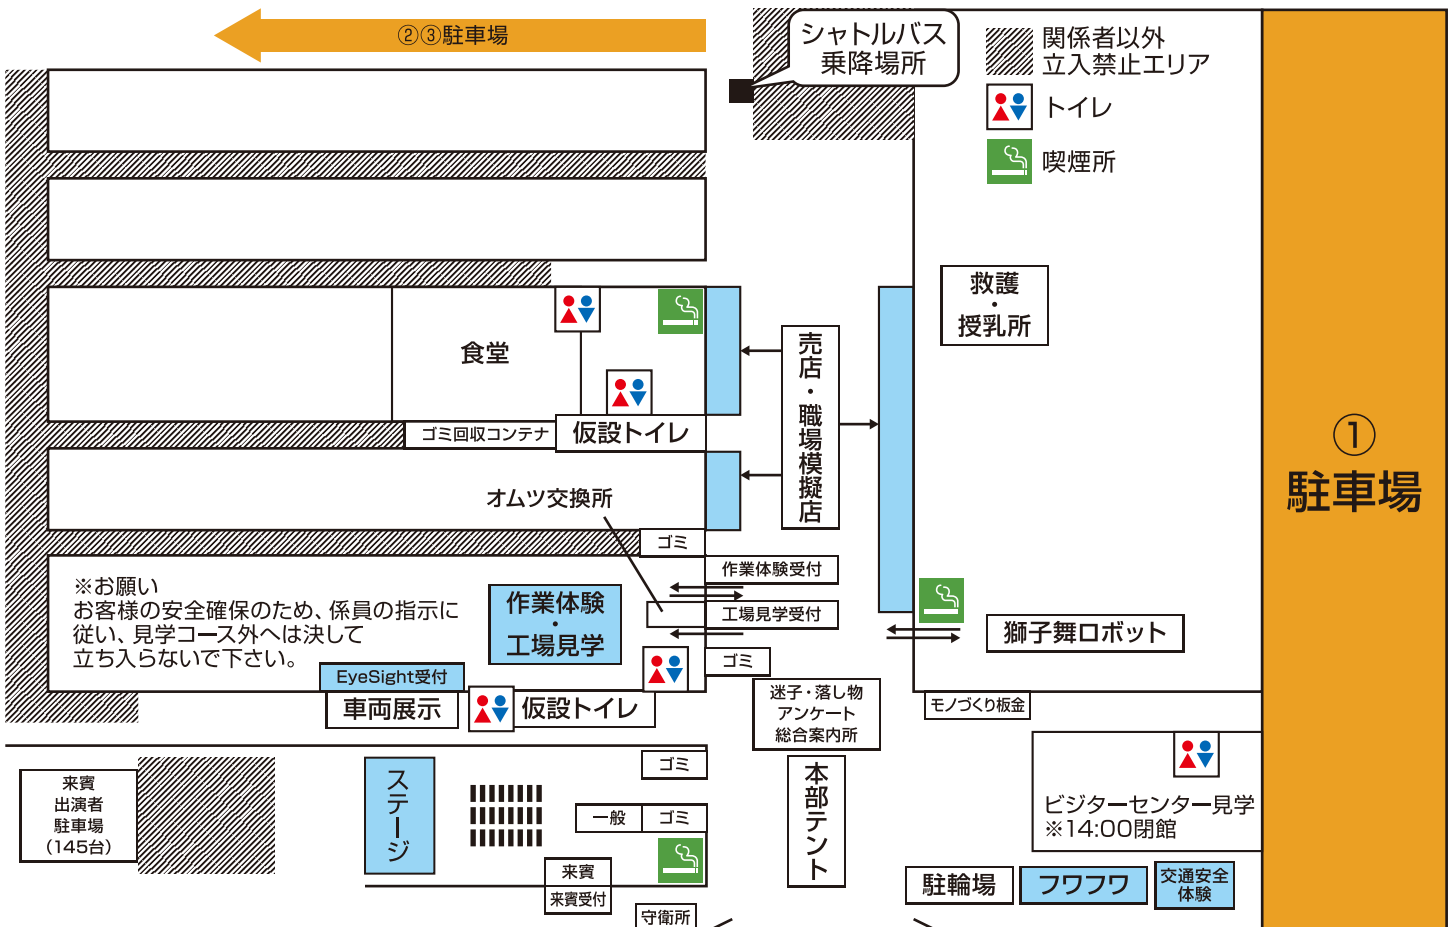 ②③駐車場
シャトルバス
乗降場所
関係者以外
立入禁止エリア
トイレ
喫煙所
救護
・
授乳所
食堂
売店・職場模擬店
①
駐車場
ゴミ回収コンテナ
仮設トイレ
オムツ交換所
ゴミ
作業体験受付
※お願い
お客様の安全確保のため、係員の指示に
従い、見学コース外へは決して
立ち入らないで下さい。
作業体験
・
工場見学
工場見学受付
獅子舞ロボット
ゴミ
EyeSight受付
車両展示
仮設トイレ
迷子・落し物
アンケート
総合案内所
モノづくり板金
来賓
出演者
駐車場
(145台)
ステージ
ゴミ
一般
ゴミ
本部テント
ビジターセンター見学
※14:00閉館
来賓
来賓受付
守衛所
駐輪場
フワフワ
交通安全
体験